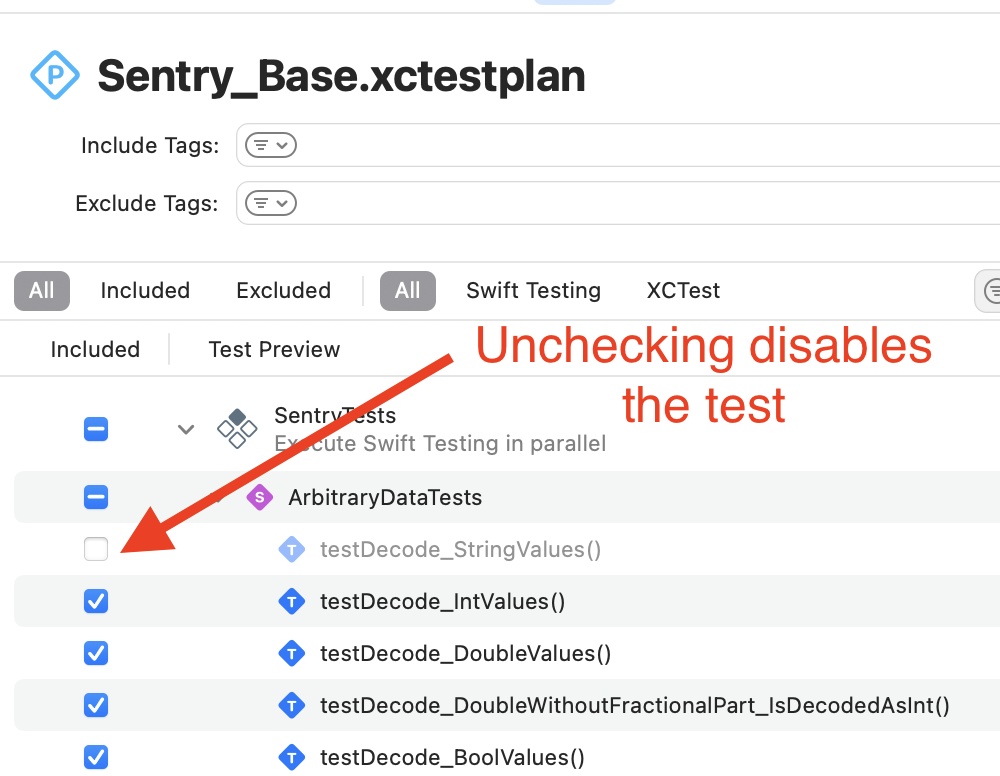 P
Sentry_Base.xctestplan
Include Tags:
Exclude Tags:
All Included Excluded All Swift Testing XCTest
Included Test Preview
Unchecking disables
the test
SentryTests
Execute Swift Testing in parallel
S ArbitraryDataTests
T testDecode_StringValues()
T testDecode_IntValues()
T testDecode_DoubleValues()
T testDecode_DoubleWithoutFractionalPart_IsDecodedAsInt()
T testDecode_BoolValues()